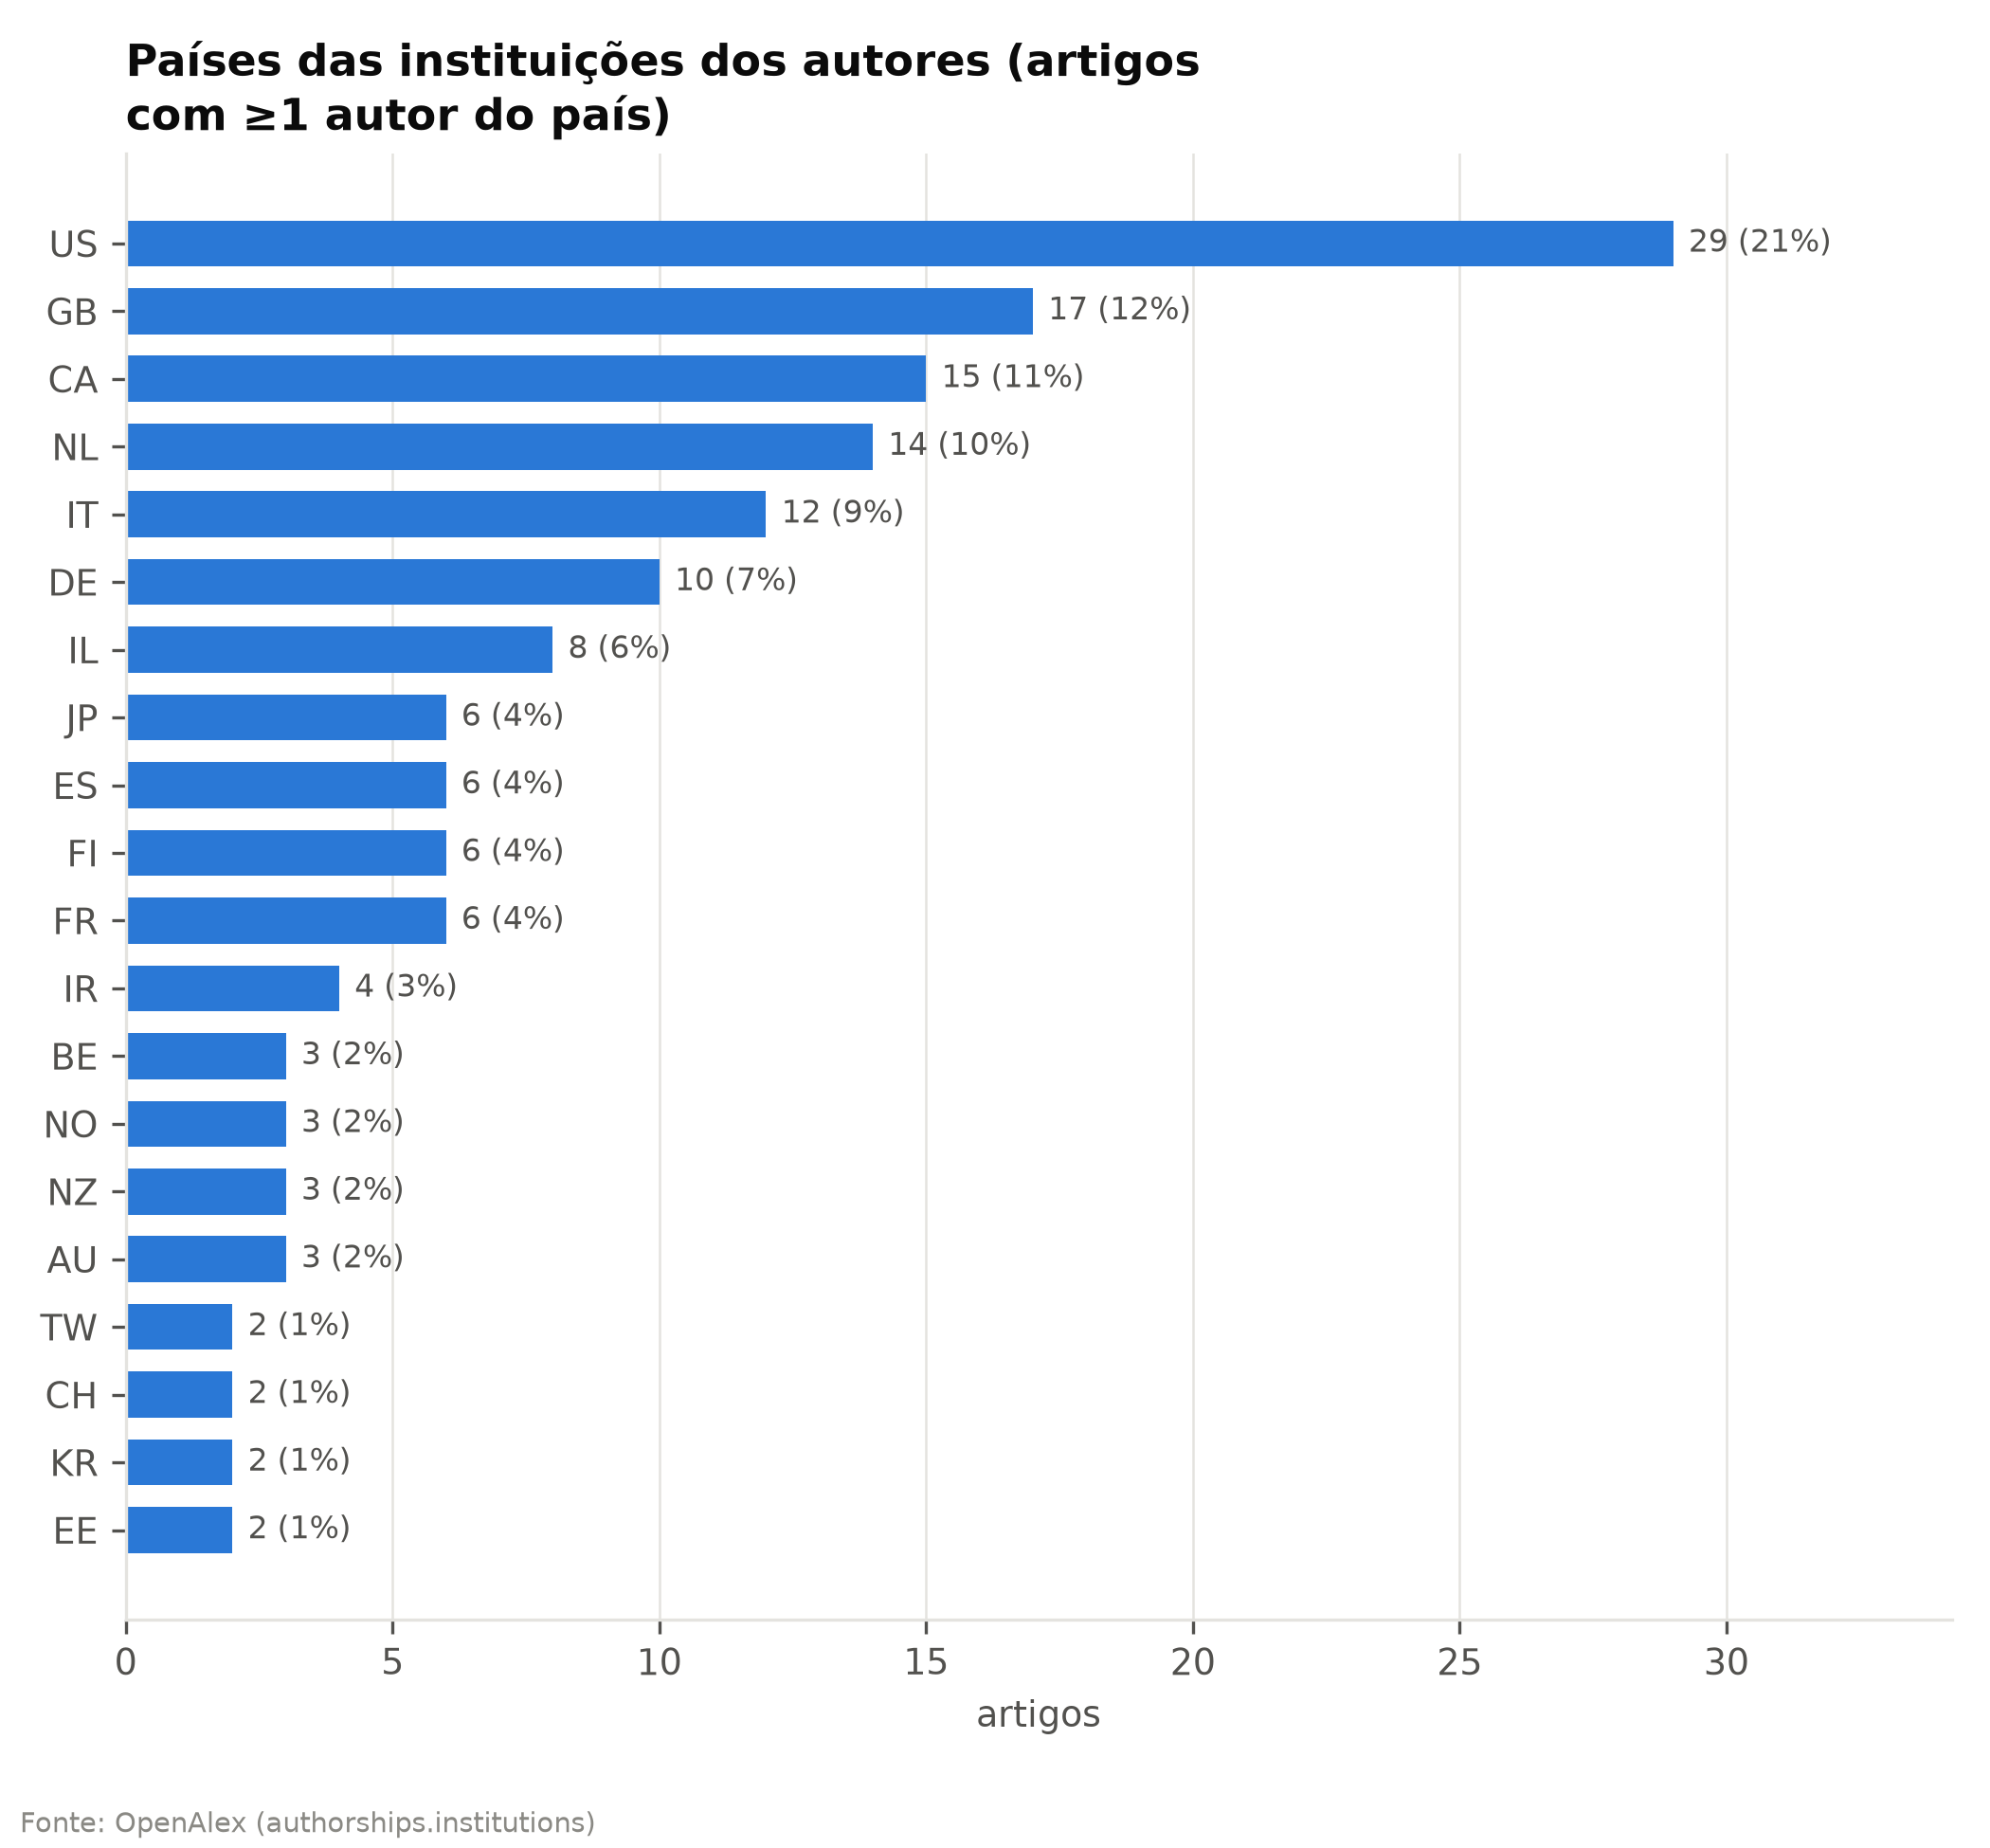 Países das instituições dos autores (artigos
com ≥1 autor do país)
US 29 (21%)
GB 17 (12%)
CA 15 (11%)
NL 14 (10%)
IT 12 (9%)
DE 10 (7%)
IL 8 (6%)
JP 6 (4%)
ES 6 (4%)
FI 6 (4%)
FR 6 (4%)
IR 4 (3%)
BE 3 (2%)
NO 3 (2%)
NZ 3 (2%)
AU 3 (2%)
TW 2 (1%)
CH 2 (1%)
KR 2 (1%)
EE 2 (1%)
0 5 10 15 20 25 30
artigos
Fonte: OpenAlex (authorships.institutions)